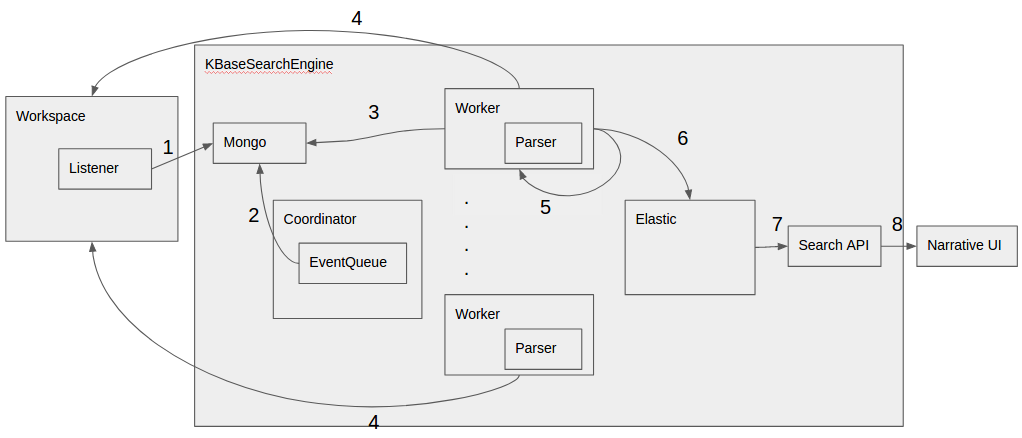 4
KBaseSearchEngine
Workspace
Listener
1
Mongo
3
Worker
Parser
6
5
2
Coordinator
EventQueue
.
.
.
.
Elastic
7
Search API
8
Narrative UI
Worker
Parser
4